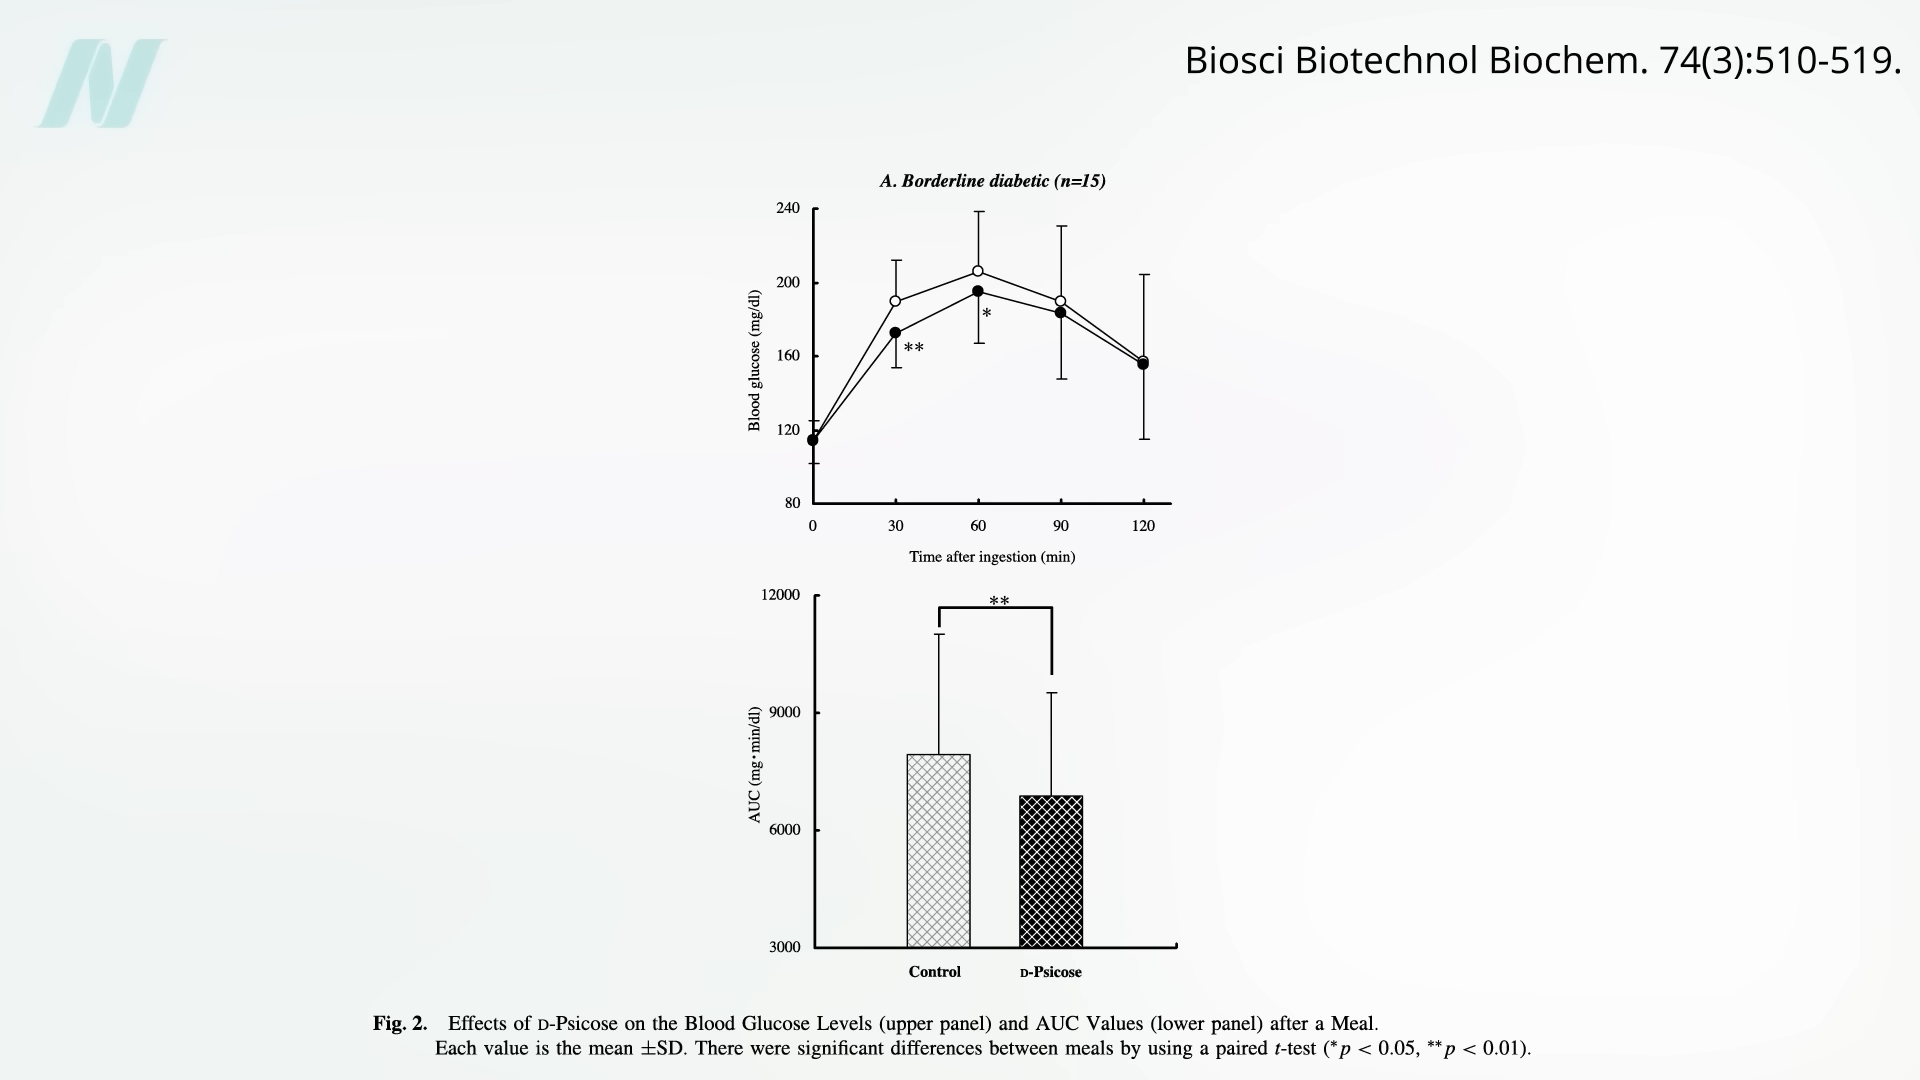 Biosci Biotechnol Biochem. 74(3):510-519.
A. Borderline diabetic (n=15)
240
200
160
120
80
Blood glucose (mg/dl)
0 30 60 90 120
Time after ingestion (min)
**
*
12000
9000
6000
3000
AUC (mg・min/dl)
**
Control D-Psicose
Fig. 2. Effects of D-Psicose on the Blood Glucose Levels (upper panel) and AUC Values (lower panel) after a Meal.
Each value is the mean ±SD. There were significant differences between meals by using a paired t-test (*p < 0.05, **p < 0.01).